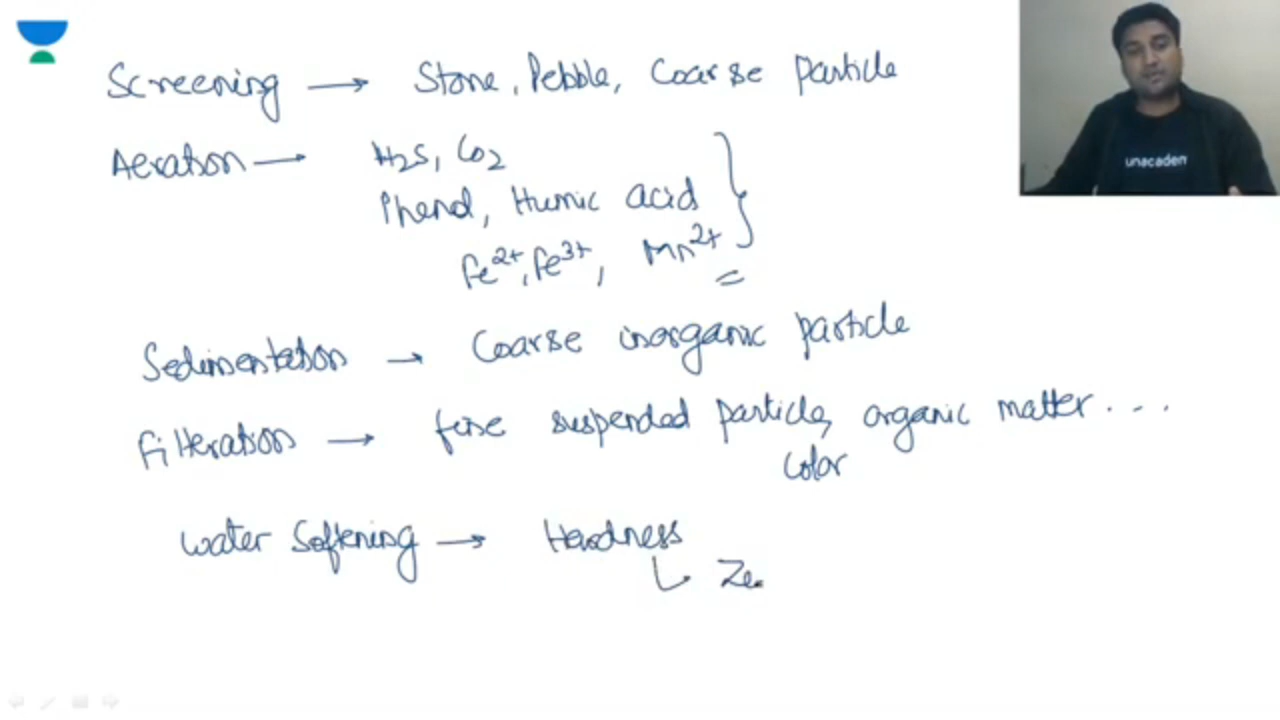 Screening → Stone, Pebble, Coarse particle
unacadem
Aeration → H₂S, CO₂
Phenol, Humic acid
Fe²⁺, Fe³⁺, Mn²⁺
Sedimentation → Coarse inorganic particle
Filteration → fine suspended particle, organic matter....
Color
Water Softening → Hardness
↳ Zeo